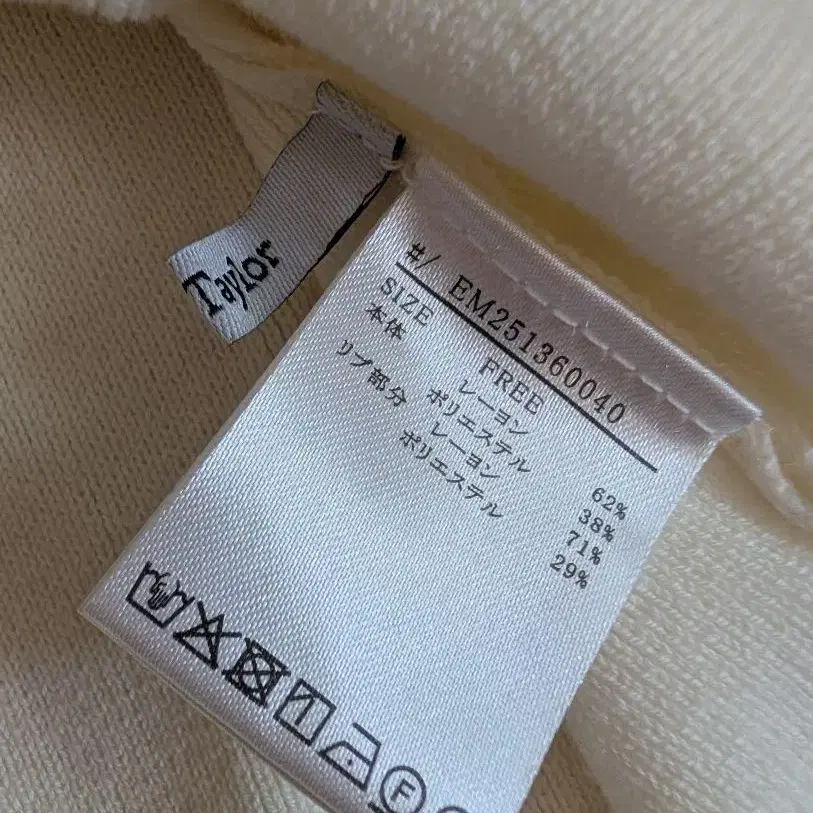 Taylor
#/ EM251360040
SIZE FREE
本体 レーヨン 62%
ポリエステル 38%
リブ部分 レーヨン 71%
ポリエステル 29%
F